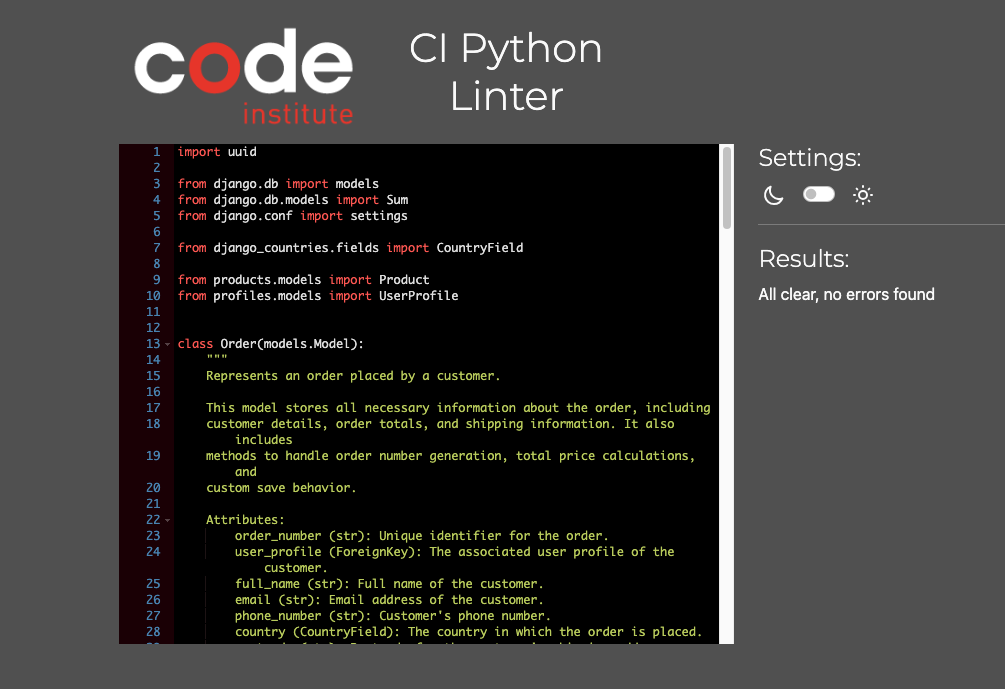 code
institute
CI Python
Linter
1 import uuid
2
3 from django.db import models
4 from django.db.models import Sum
5 from django.conf import settings
6
7 from django_countries.fields import CountryField
8
9 from products.models import Product
10 from profiles.models import UserProfile
11
12
13 class Order(models.Model):
14 """
15 Represents an order placed by a customer.
16
17 This model stores all necessary information about the order, including
18 customer details, order totals, and shipping information. It also
includes
19 methods to handle order number generation, total price calculations,
and
20 custom save behavior.
21
22 Attributes:
23 order_number (str): Unique identifier for the order.
24 user_profile (ForeignKey): The associated user profile of the
customer.
25 full_name (str): Full name of the customer.
26 email (str): Email address of the customer.
27 phone_number (str): Customer's phone number.
28 country (CountryField): The country in which the order is placed.
Settings:
Results:
All clear, no errors found